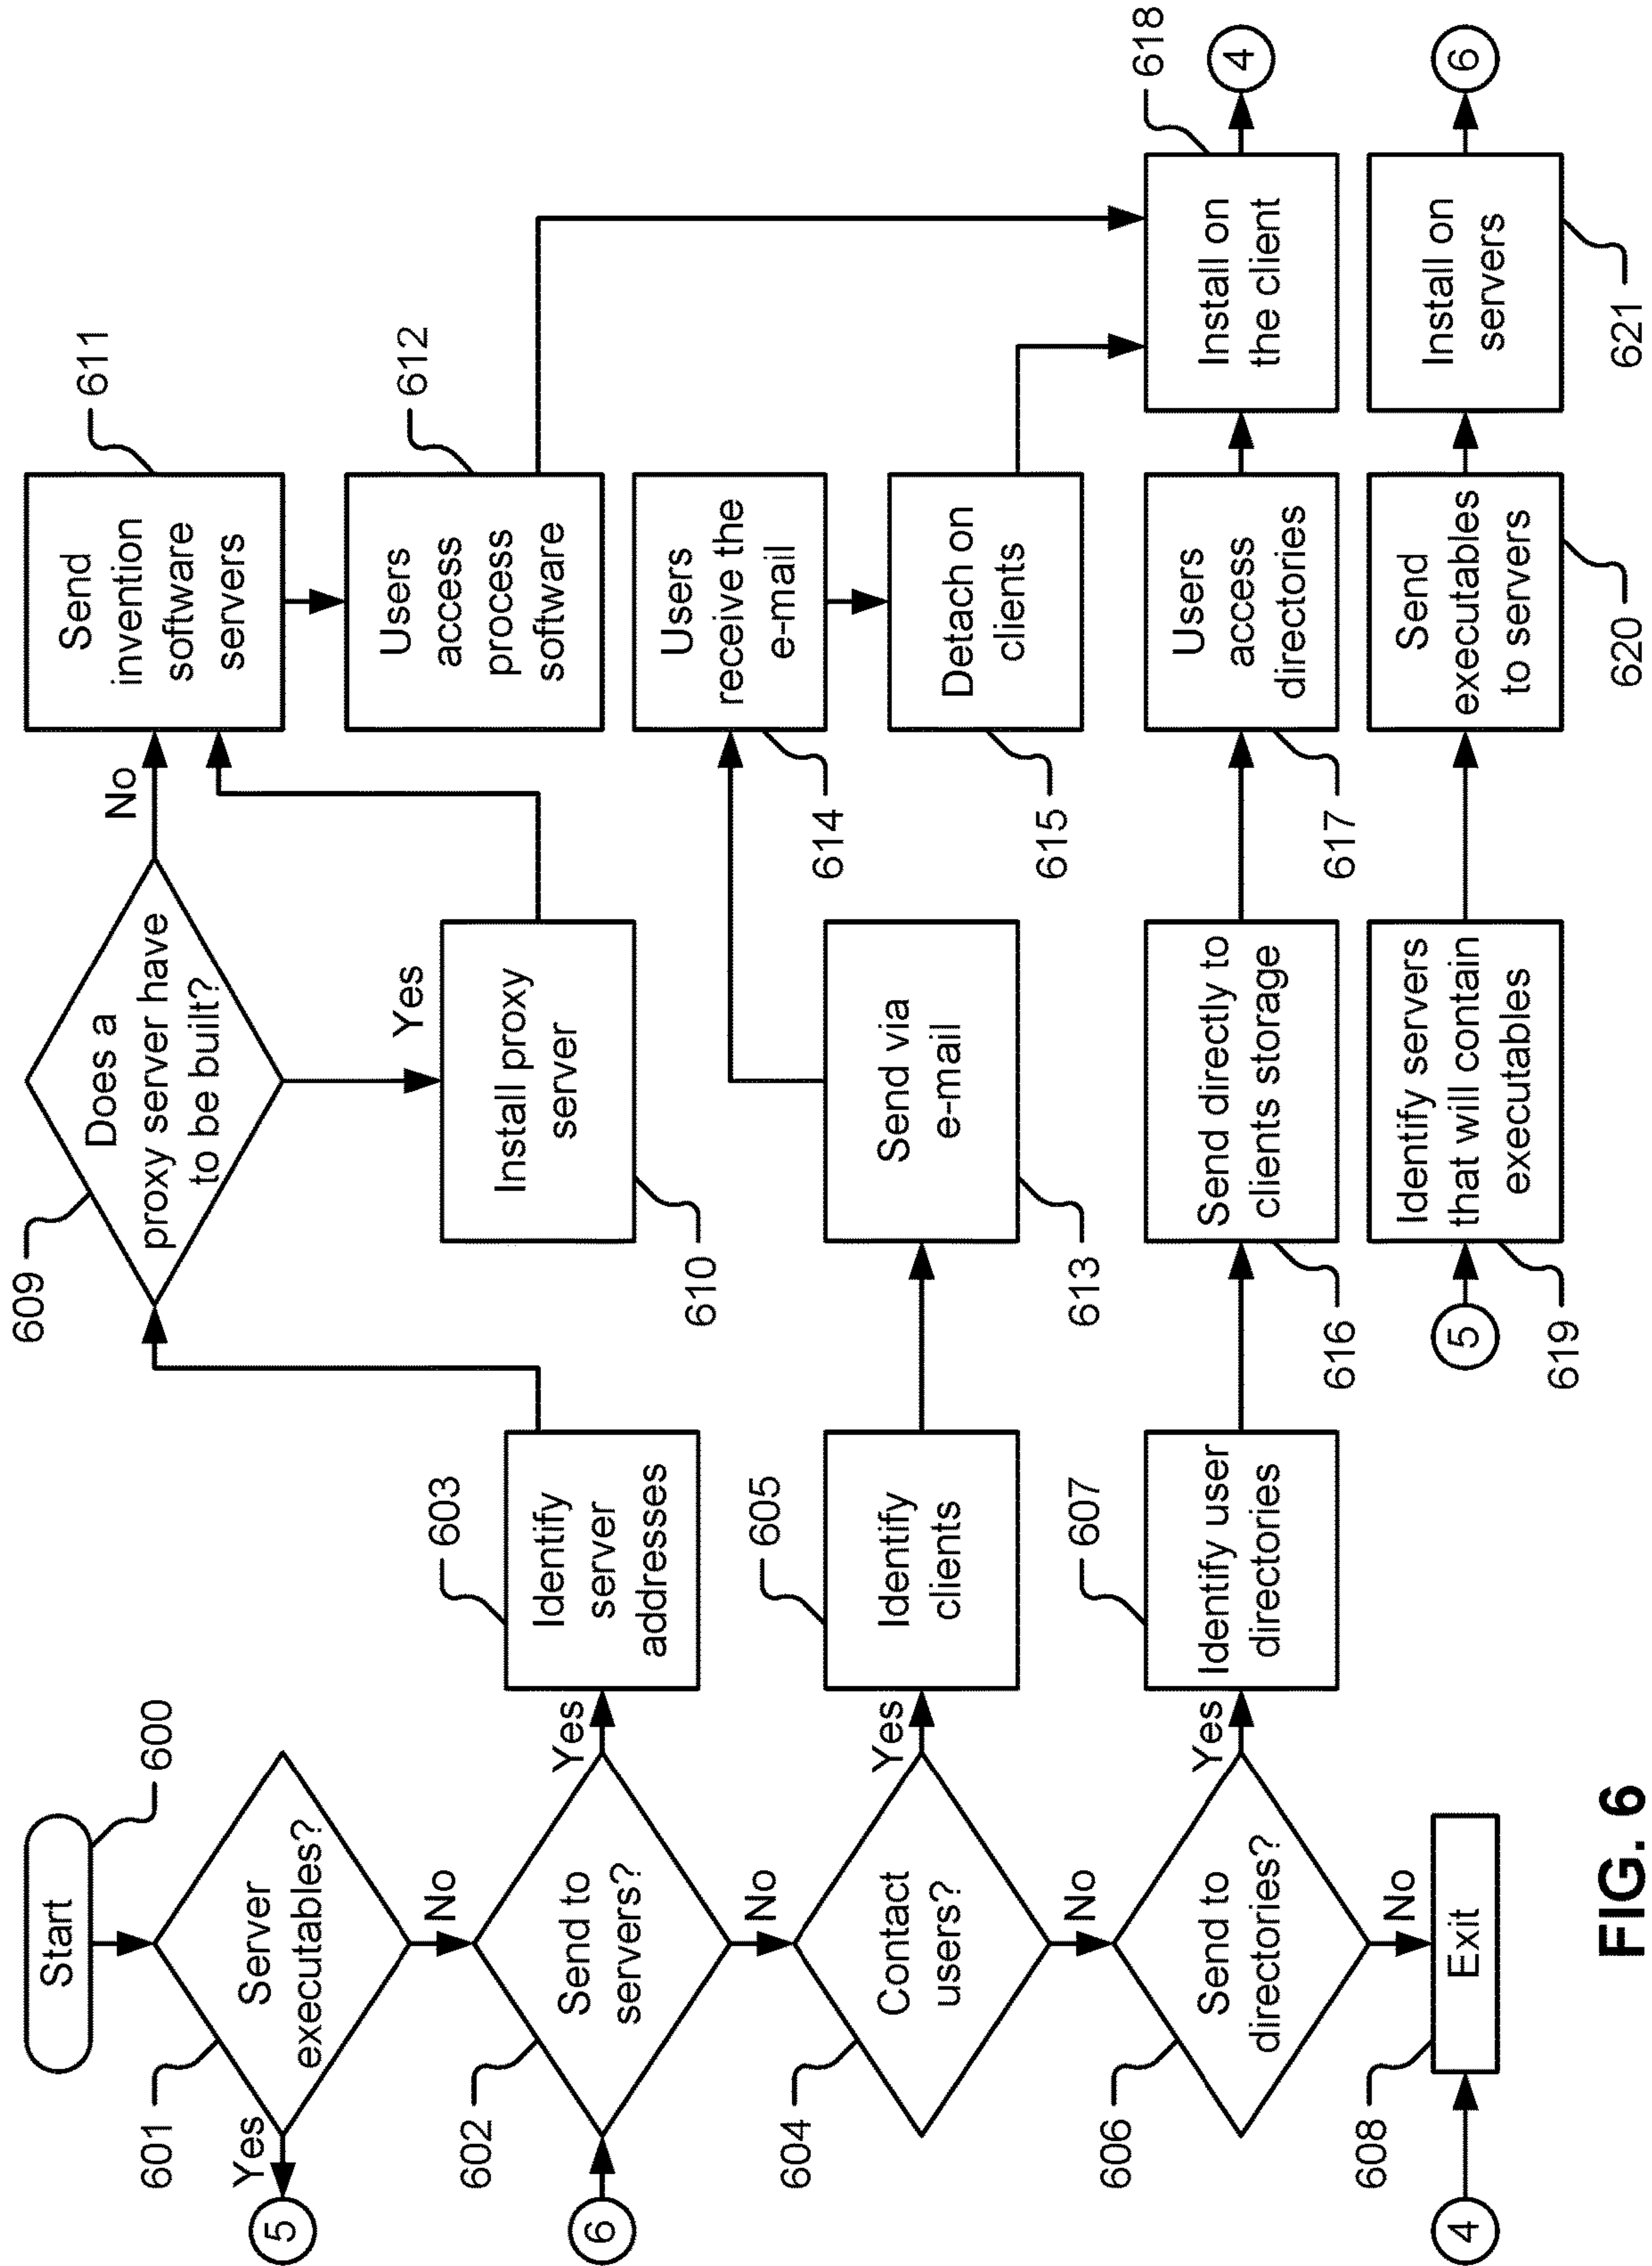 Start
600
Server
executables?
601
Yes
5
No
Send to
servers?
602
6
Yes
No
Identify
server
addresses
603
Contact
users?
604
Yes
No
Identify
clients
605
Send to
directories?
606
Yes
No
Identify user
directories
607
Exit
608
4
Does a
proxy server have
to be built?
609
No
Yes
Install proxy
server
610
Send
invention
software
servers
611
Users
access
process
software
612
Send via
e-mail
613
Users
receive the
e-mail
614
Detach on
clients
615
Send directly to
clients storage
616
Users
access
directories
617
Install on
the client
618
4
5
Identify servers
that will contain
executables
619
Send
executables
to servers
620
Install on
servers
621
6
FIG. 6